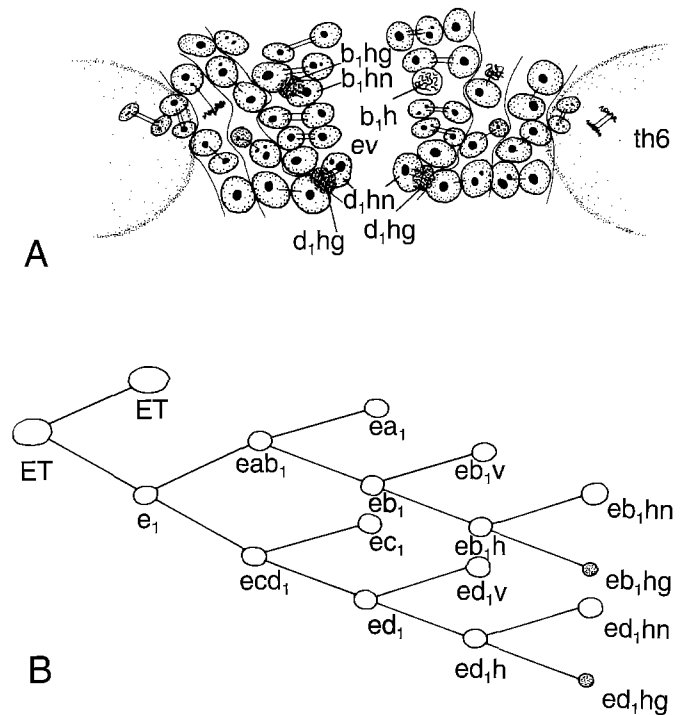 b₁hg
b₁hn
b₁h
ev
th6
d₁hn
d₁hg
d₁hg
A
ET
ET
ea₁
eab₁
eb₁v
e₁
eb₁
eb₁hn
ec₁
eb₁h
ecd₁
ed₁v
eb₁hg
ed₁
ed₁hn
ed₁h
B
ed₁hg